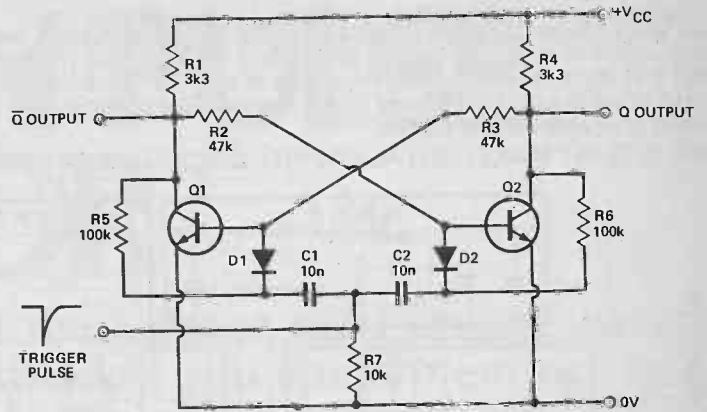 +VCC
R1
3k3
R4
3k3
Q̅ OUTPUT
Q OUTPUT
R2
47k
R3
47k
Q1
Q2
R5
100k
R6
100k
D1
C1
10n
C2
10n
D2
TRIGGER
PULSE
R7
10k
0V